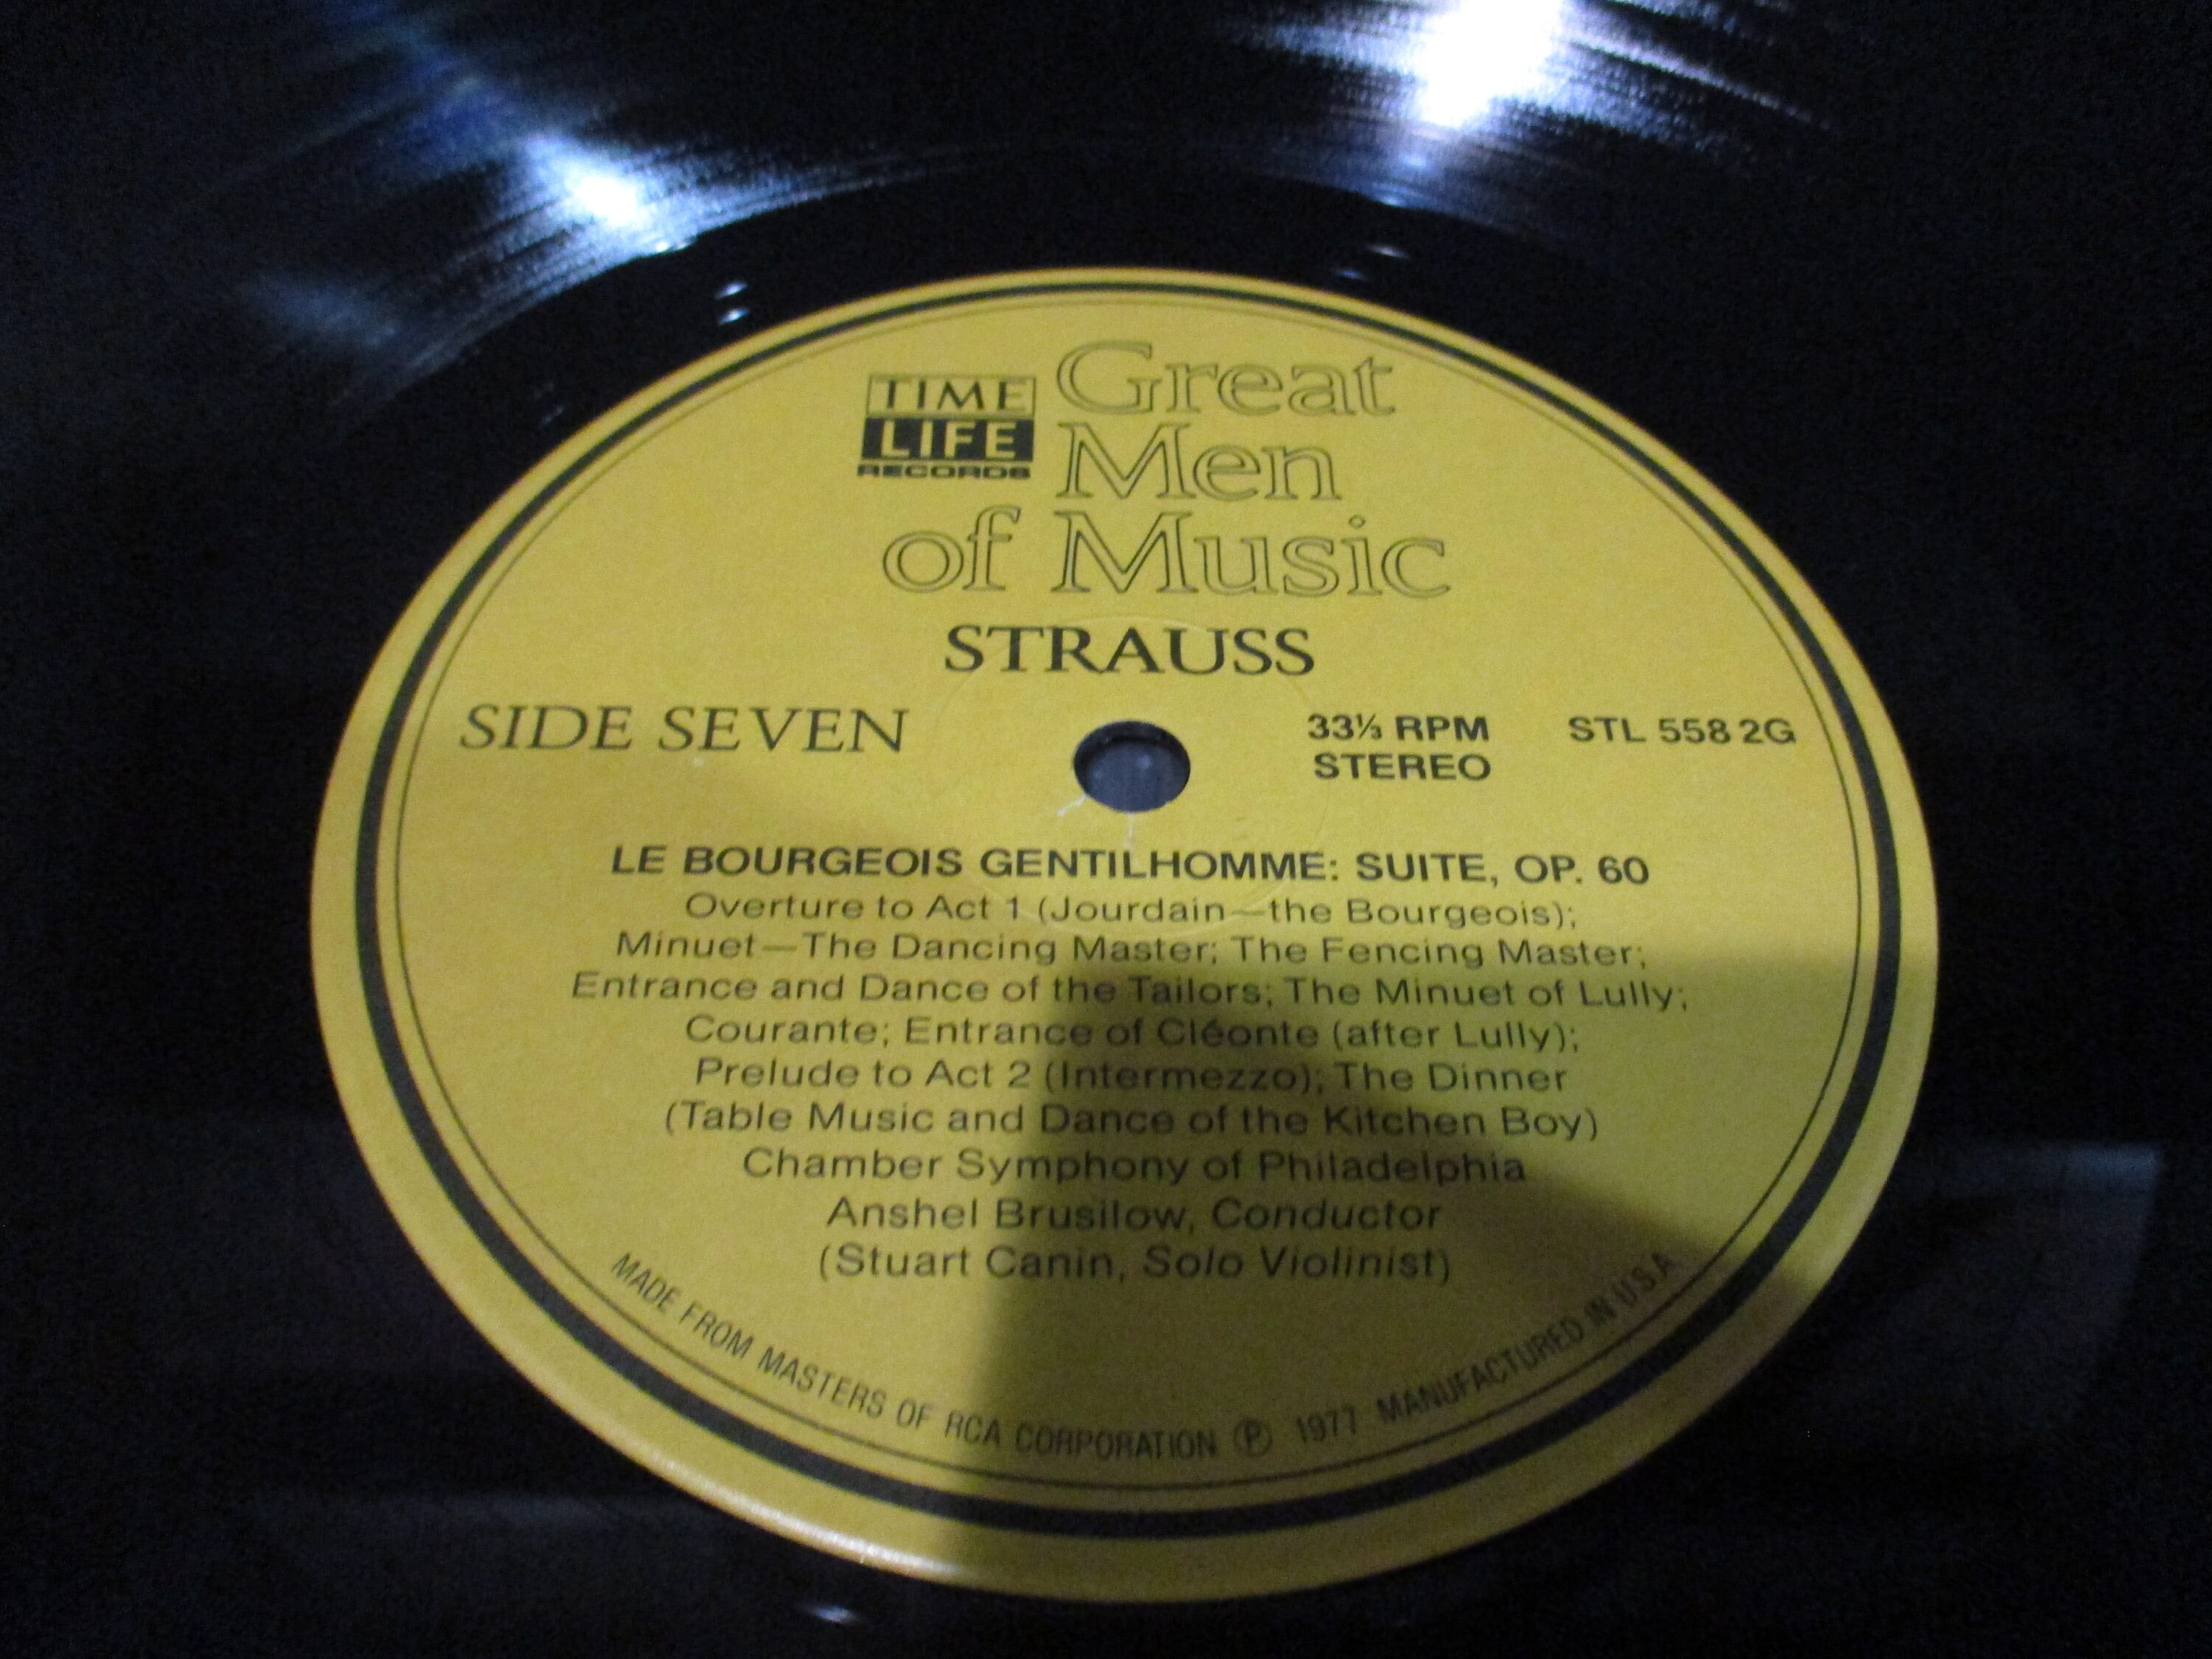 TIME
LIFE
RECORDS
Great
Men
of Music
STRAUSS
SIDE SEVEN
33⅓ RPM
STEREO
STL 558 2G
LE BOURGEOIS GENTILHOMME: SUITE, OP. 60
Overture to Act 1 (Jourdain—the Bourgeois);
Minuet—The Dancing Master; The Fencing Master;
Entrance and Dance of the Tailors; The Minuet of Lully;
Courante; Entrance of Cléonte (after Lully);
Prelude to Act 2 (Intermezzo); The Dinner
(Table Music and Dance of the Kitchen Boy)
Chamber Symphony of Philadelphia
Anshel Brusilow, Conductor
(Stuart Canin, Solo Violinist)
MADE FROM MASTERS OF RCA CORPORATION Ⓟ 1977 MANUFACTURED IN U.S.A